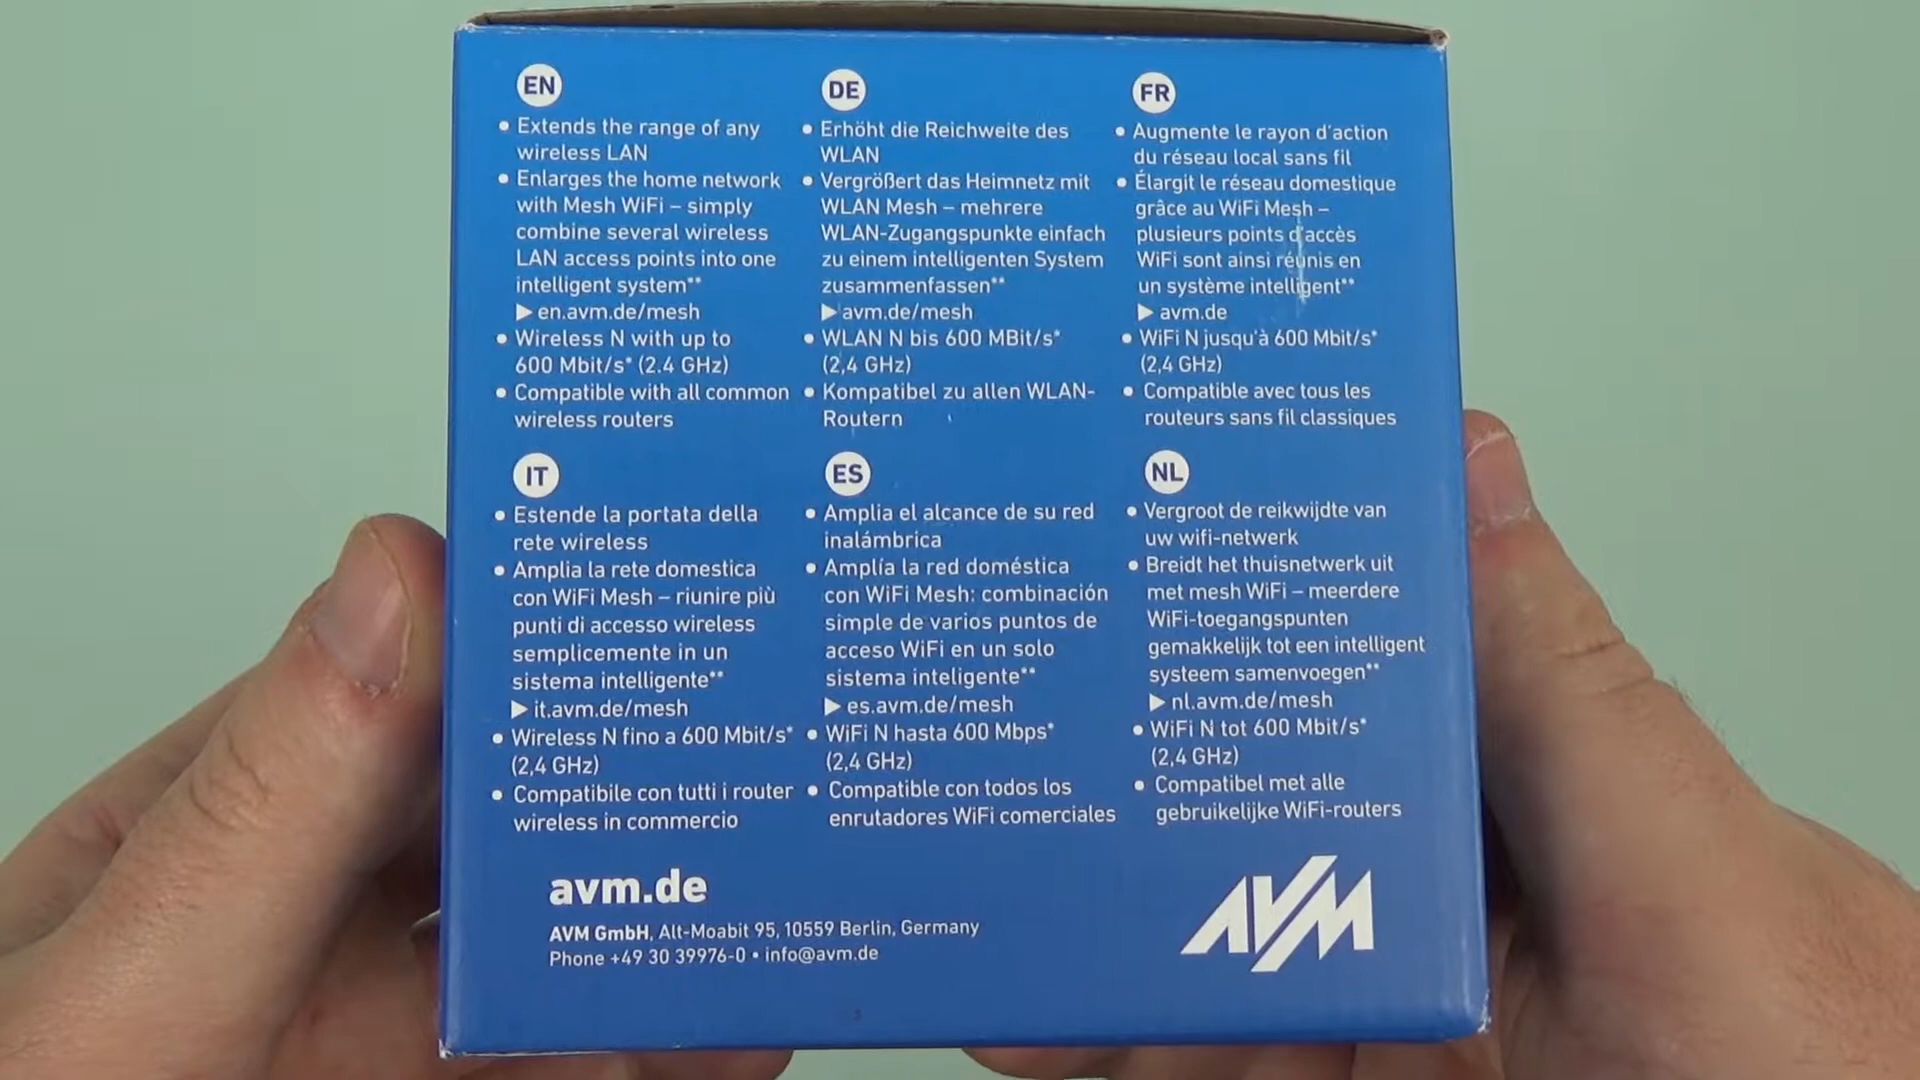 EN
• Extends the range of any
wireless LAN
• Enlarges the home network
with Mesh WiFi – simply
combine several wireless
LAN access points into one
intelligent system**
▶ en.avm.de/mesh
• Wireless N with up to
600 Mbit/s* (2.4 GHz)
• Compatible with all common
wireless routers
DE
• Erhöht die Reichweite des
WLAN
• Vergrößert das Heimnetz mit
WLAN Mesh – mehrere
WLAN-Zugangspunkte einfach
zu einem intelligenten System
zusammenfassen**
▶ avm.de/mesh
• WLAN N bis 600 MBit/s*
(2,4 GHz)
• Kompatibel zu allen WLAN-
Routern
FR
• Augmente le rayon d'action
du réseau local sans fil
• Élargit le réseau domestique
grâce au WiFi Mesh –
plusieurs points d'accès
WiFi sont ainsi réunis en
un système intelligent**
▶ avm.de
• WiFi N jusqu'à 600 Mbit/s*
(2,4 GHz)
• Compatible avec tous les
routeurs sans fil classiques
IT
• Estende la portata della
rete wireless
• Amplia la rete domestica
con WiFi Mesh – riunire più
punti di accesso wireless
semplicemente in un
sistema intelligente**
▶ it.avm.de/mesh
• Wireless N fino a 600 Mbit/s*
(2,4 GHz)
• Compatibile con tutti i router
wireless in commercio
ES
• Amplia el alcance de su red
inalámbrica
• Amplía la red doméstica
con WiFi Mesh: combinación
simple de varios puntos de
acceso WiFi en un solo
sistema inteligente**
▶ es.avm.de/mesh
• WiFi N hasta 600 Mbps*
(2,4 GHz)
• Compatible con todos los
enrutadores WiFi comerciales
NL
• Vergroot de reikwijdte van
uw wifi-netwerk
• Breidt het thuisnetwerk uit
met mesh WiFi – meerdere
WiFi-toegangspunten
gemakkelijk tot een intelligent
systeem samenvoegen**
▶ nl.avm.de/mesh
• WiFi N tot 600 Mbit/s*
(2,4 GHz)
• Compatibel met alle
gebruikelijke WiFi-routers
avm.de
AVM GmbH, Alt-Moabit 95, 10559 Berlin, Germany
Phone +49 30 39976-0 • info@avm.de
AVM